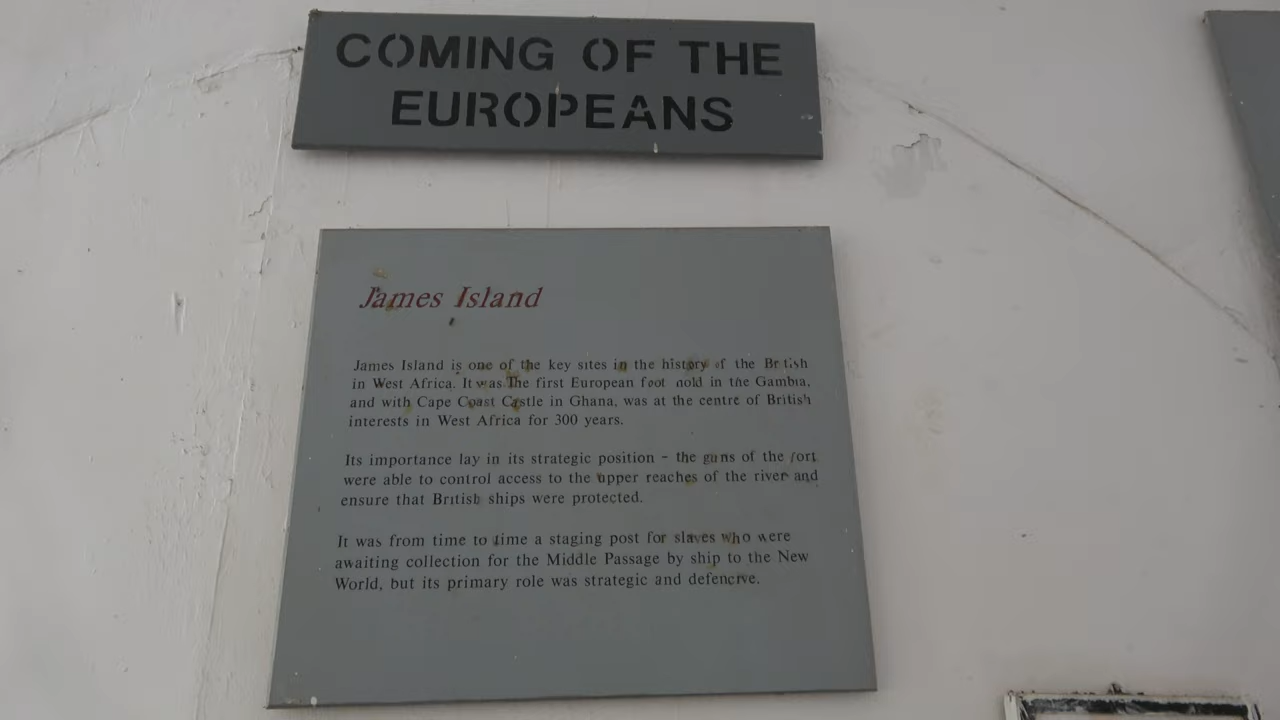 COMING OF THE
EUROPEANS
James Island
James Island is one of the key sites in the history of the British
in West Africa. It was the first European foot hold in the Gambia,
and with Cape Coast Castle in Ghana, was at the centre of British
interests in West Africa for 300 years.
Its importance lay in its strategic position - the guns of the fort
were able to control access to the upper reaches of the river and
ensure that British ships were protected.
It was from time to time a staging post for slaves who were
awaiting collection for the Middle Passage by ship to the New
World, but its primary role was strategic and defencive.